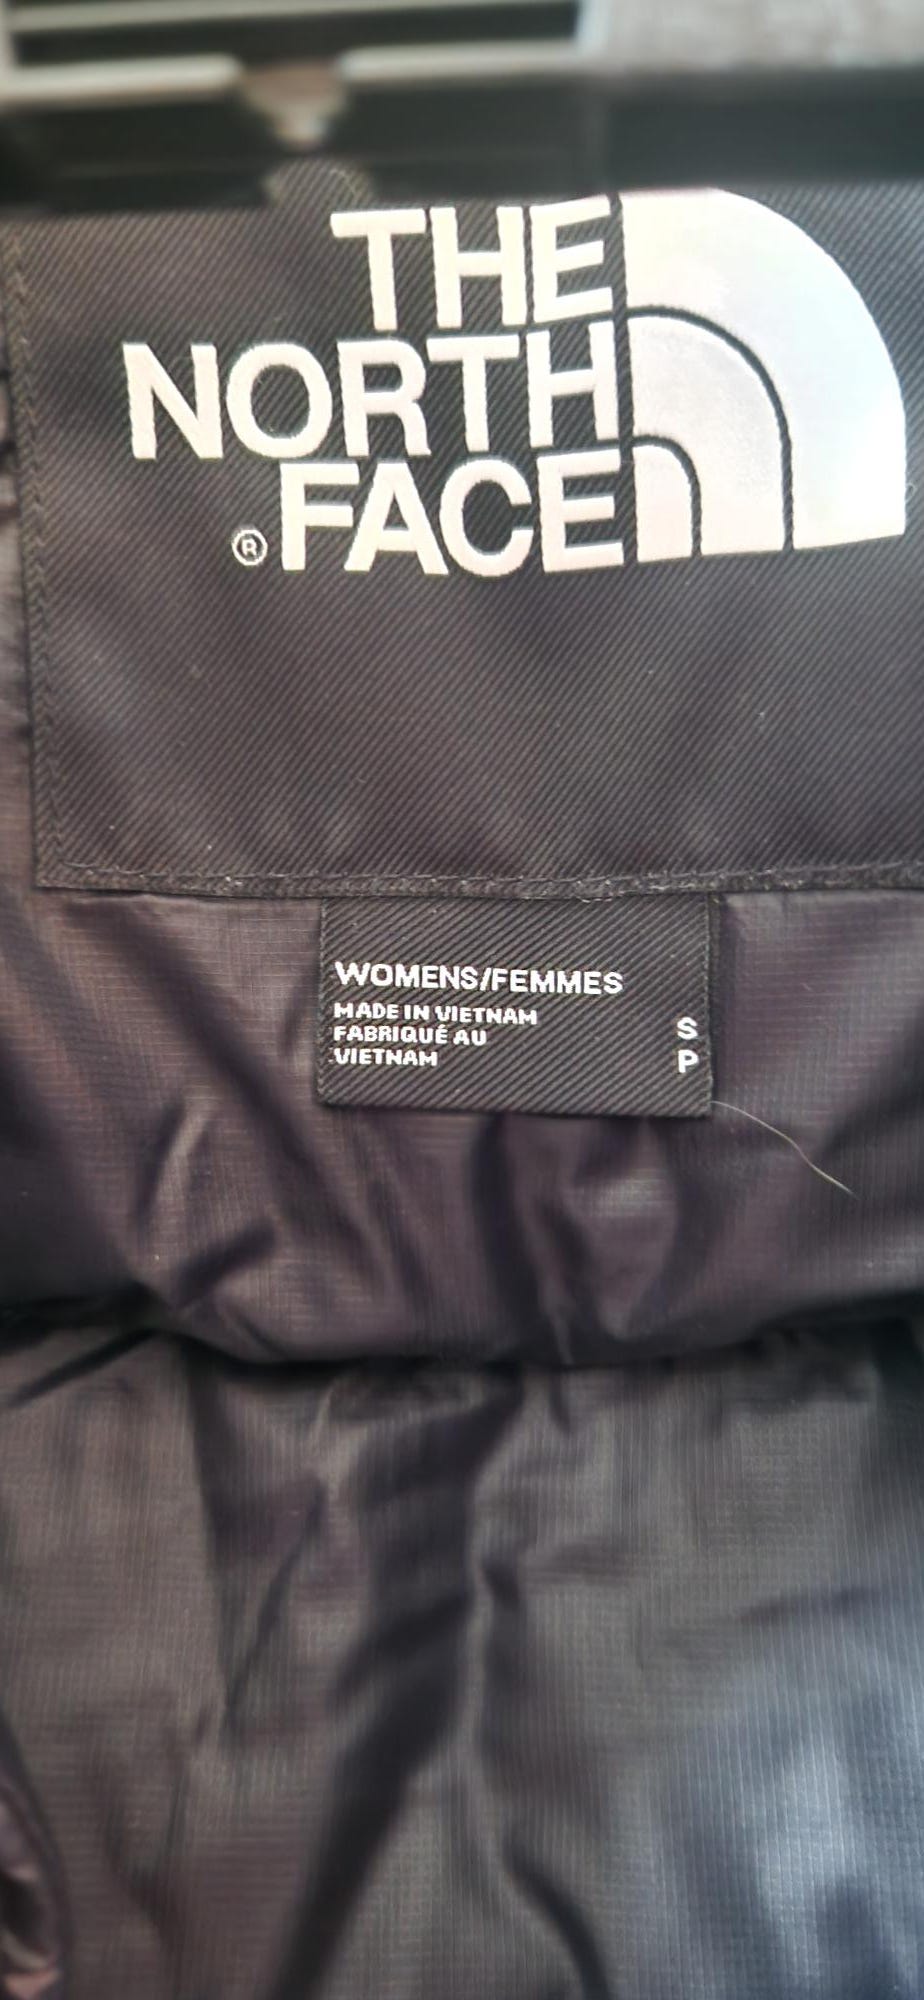 THE
NORTH
FACE
®
WOMENS/FEMMES
MADE IN VIETNAM
FABRIQUÉ AU
VIETNAM
S
P